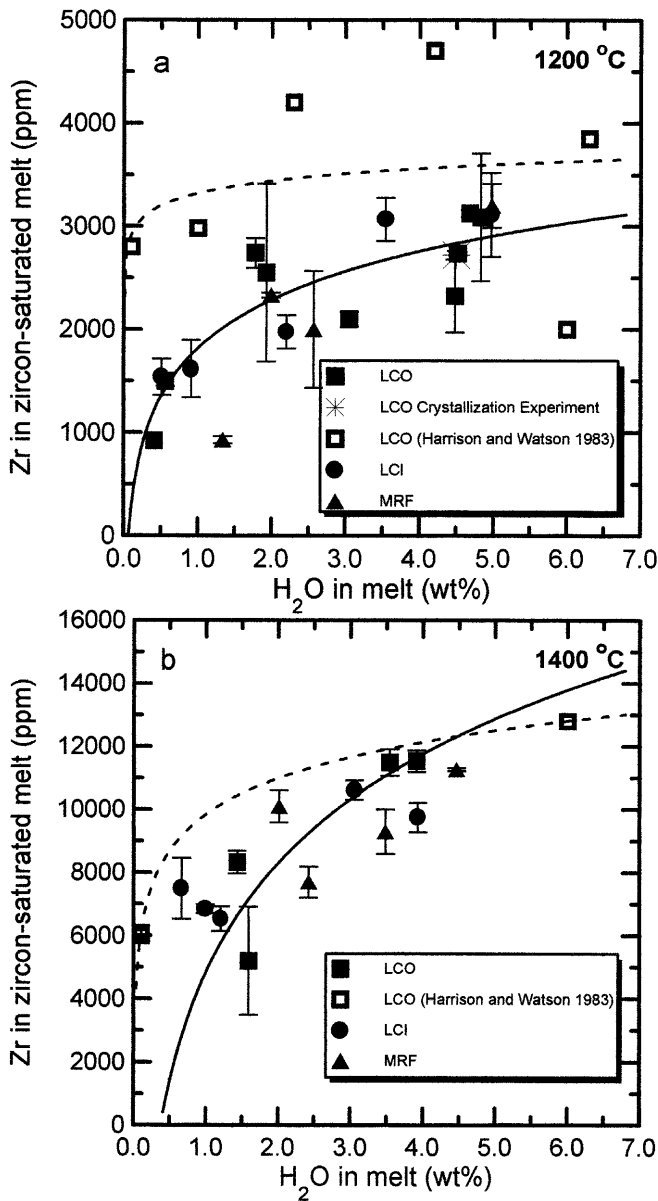 5000
a
1200 °C
4000
3000
2000
1000
0
Zr in zircon-saturated melt (ppm)
LCO
LCO Crystallization Experiment
LCO (Harrison and Watson 1983)
LCI
MRF
0.0 1.0 2.0 3.0 4.0 5.0 6.0 7.0
H2O in melt (wt%)
16000
b
1400 °C
14000
12000
10000
8000
6000
4000
2000
0
Zr in zircon-saturated melt (ppm)
LCO
LCO (Harrison and Watson 1983)
LCI
MRF
0.0 1.0 2.0 3.0 4.0 5.0 6.0 7.0
H2O in melt (wt%)